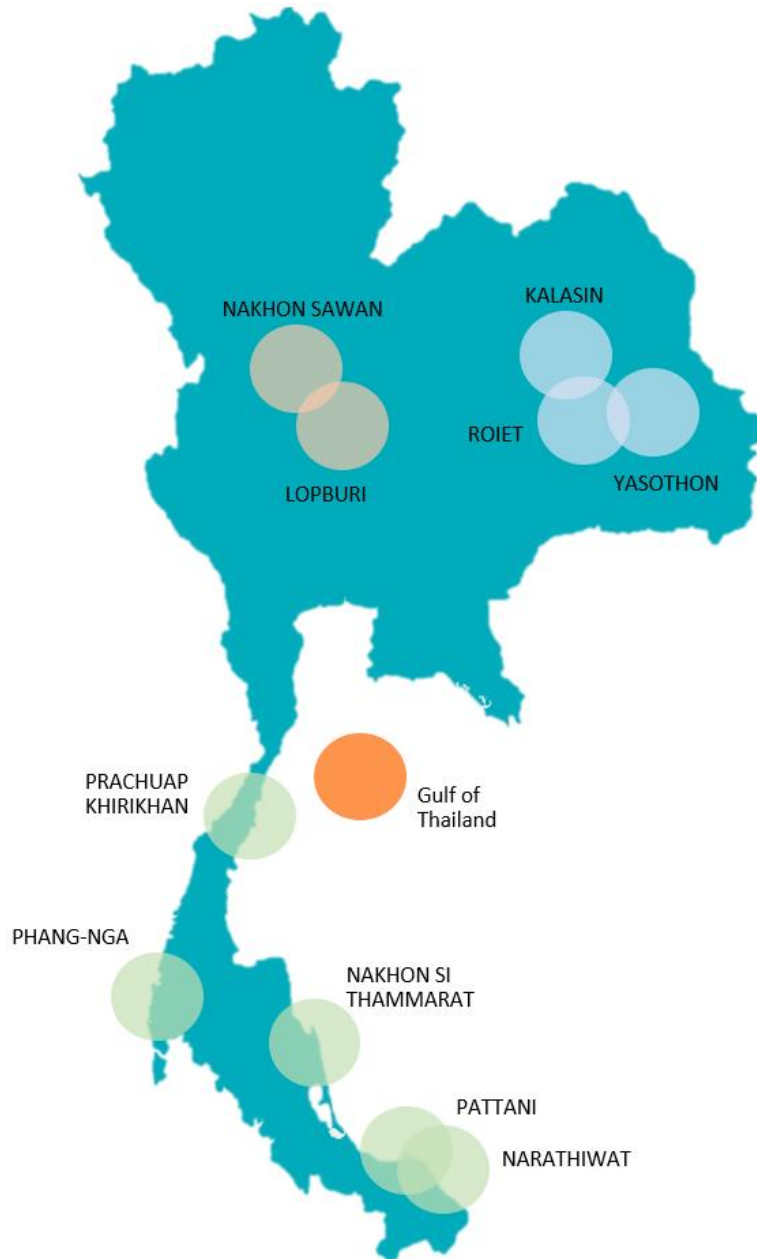 KALASIN
NAKHON SAWAN
ROIET
YASOTHON
LOPBURI
PRACHUAP
KHIRIKHAN
Gulf of
Thailand
PHANG-NGA
NAKHON SI
THAMMARAT
PATTANI
NARATHIWAT